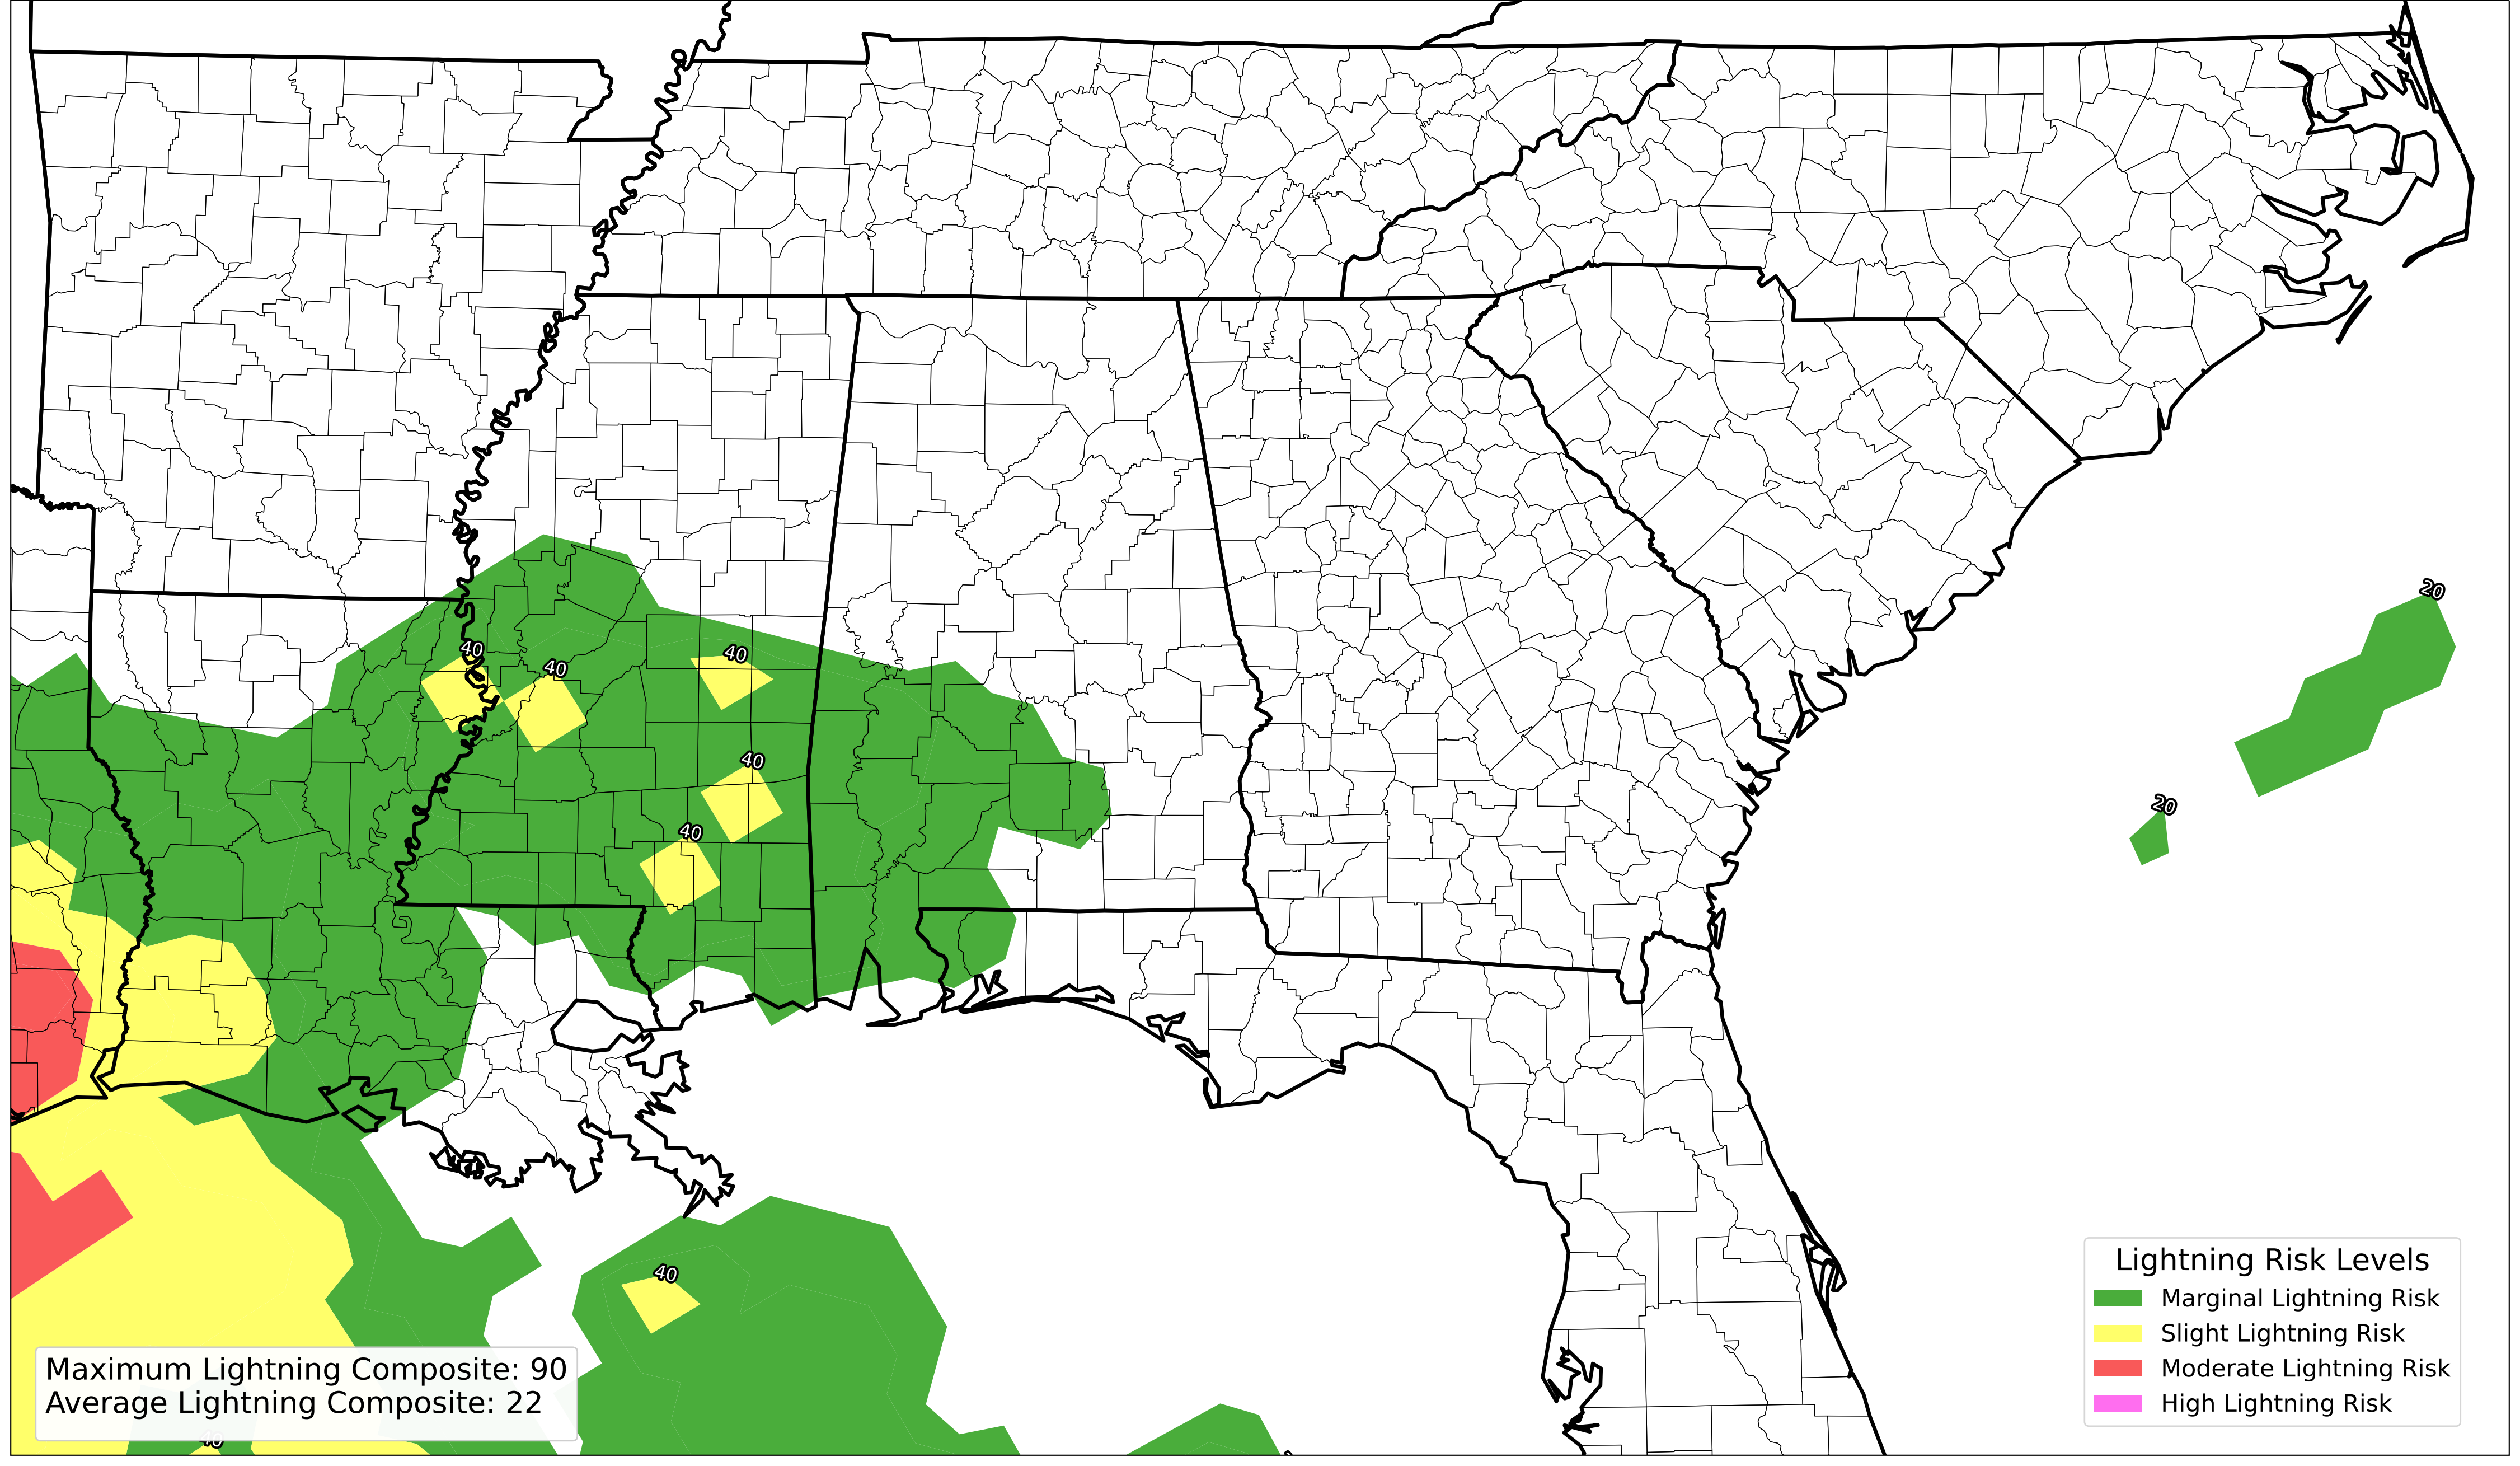 20
40
40
40
40
20
40
40
Lightning Risk Levels
Marginal Lightning Risk
Slight Lightning Risk
Moderate Lightning Risk
High Lightning Risk
Maximum Lightning Composite: 90
Average Lightning Composite: 22
40